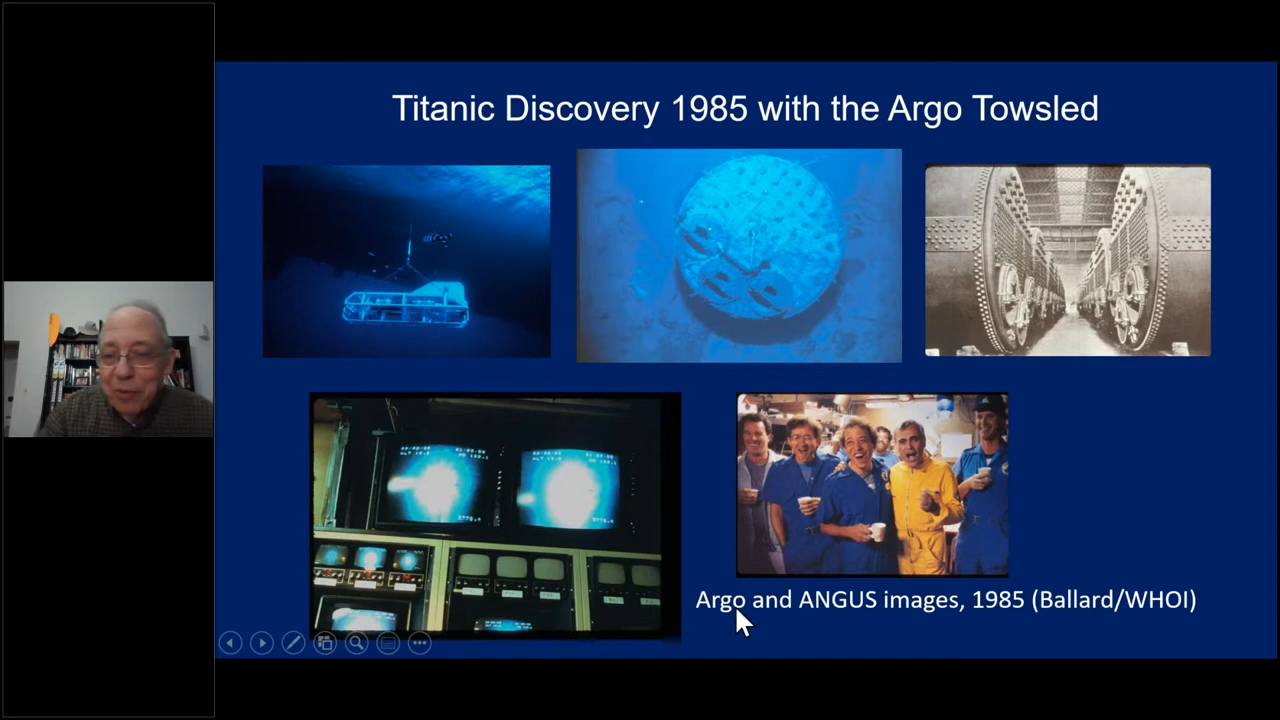 Titanic Discovery 1985 with the Argo Towsled
Argo and ANGUS images, 1985 (Ballard/WHOI)